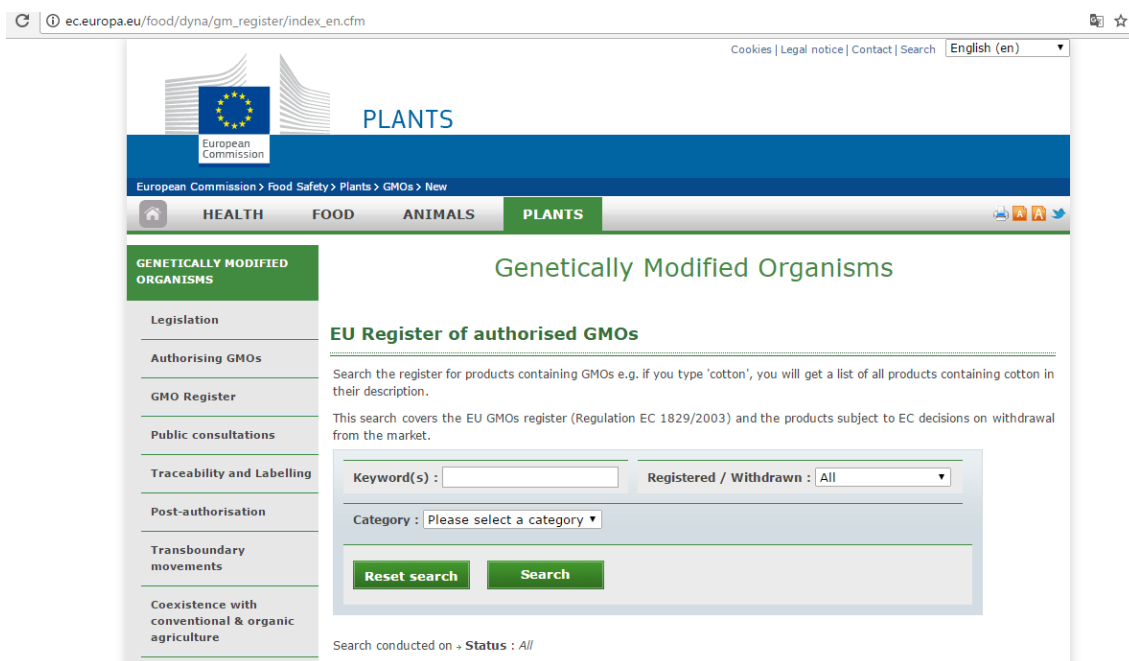 ec.europa.eu/food/dyna/gm_register/index_en.cfm
Cookies | Legal notice | Contact | Search English (en)
PLANTS
European
Commission
European Commission > Food Safety > Plants > GMOs > New
HEALTH FOOD ANIMALS PLANTS
A A
GENETICALLY MODIFIED
ORGANISMS
Legislation
Authorising GMOs
GMO Register
Public consultations
Traceability and Labelling
Post-authorisation
Transboundary
movements
Coexistence with
conventional & organic
agriculture
Genetically Modified Organisms
EU Register of authorised GMOs
Search the register for products containing GMOs e.g. if you type 'cotton', you will get a list of all products containing cotton in
their description.
This search covers the EU GMOs register (Regulation EC 1829/2003) and the products subject to EC decisions on withdrawal
from the market.
Keyword(s) : Registered / Withdrawn : All
Category : Please select a category
Reset search Search
Search conducted on → Status : All